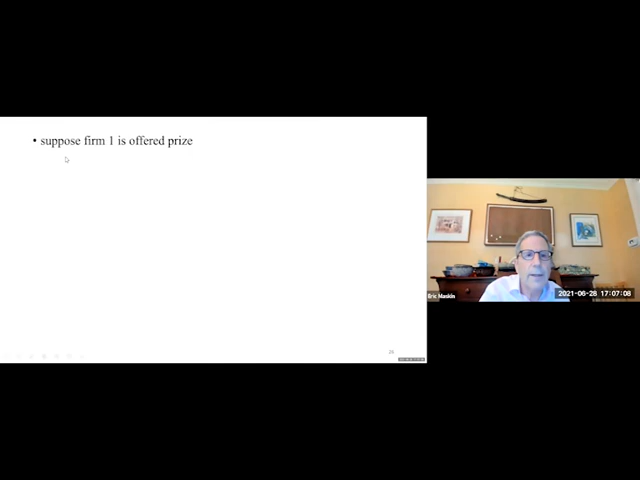 • suppose firm 1 is offered prize
Eric Maskin
2021-06-28 17:07:08